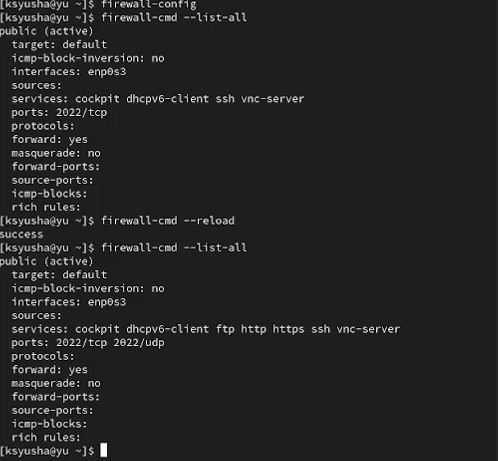 [ksyusha@yu ~]$ firewall-config
[ksyusha@yu ~]$ firewall-cmd --list-all
public (active)
  target: default
  icmp-block-inversion: no
  interfaces: enp0s3
  sources:
  services: cockpit dhcpv6-client ssh vnc-server
  ports: 2022/tcp
  protocols:
  forward: yes
  masquerade: no
  forward-ports:
  source-ports:
  icmp-blocks:
  rich rules:
[ksyusha@yu ~]$ firewall-cmd --reload
success
[ksyusha@yu ~]$ firewall-cmd --list-all
public (active)
  target: default
  icmp-block-inversion: no
  interfaces: enp0s3
  sources:
  services: cockpit dhcpv6-client ftp http https ssh vnc-server
  ports: 2022/tcp 2022/udp
  protocols:
  forward: yes
  masquerade: no
  forward-ports:
  source-ports:
  icmp-blocks:
  rich rules:
[ksyusha@yu ~]$